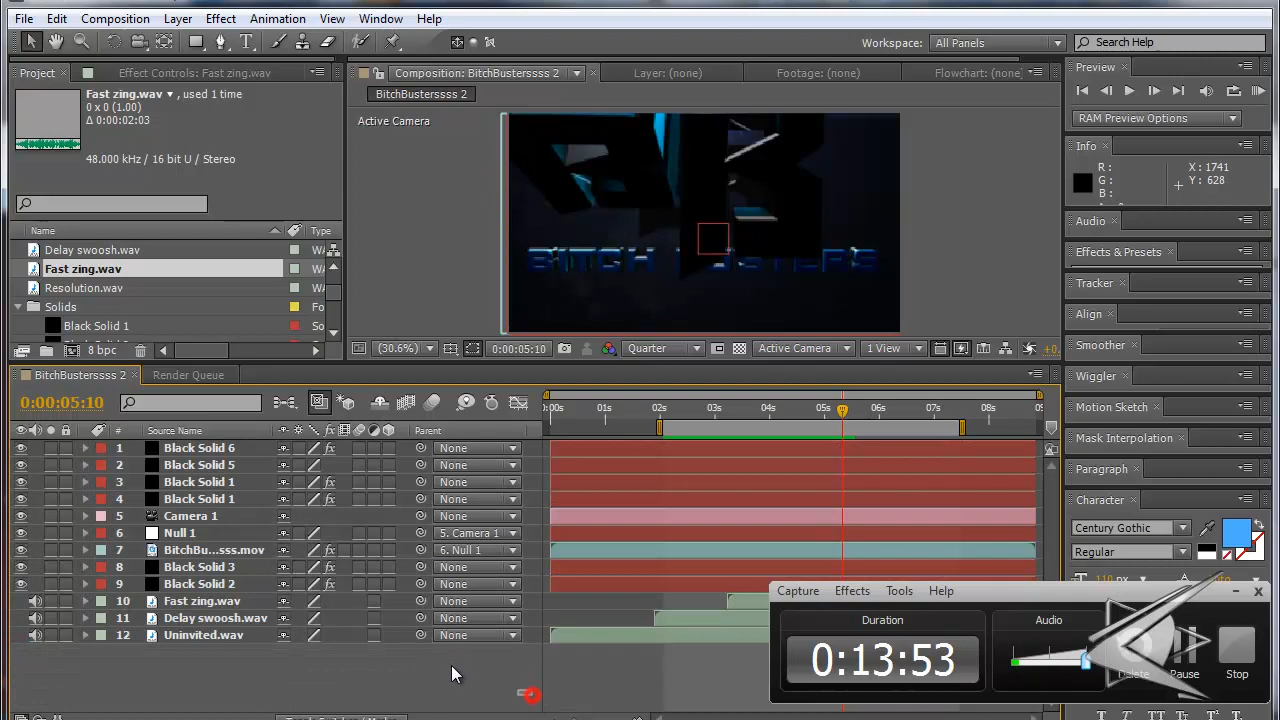 File Edit Composition Layer Effect Animation View Window Help
Workspace: All Panels Search Help
Project Effect Controls: Fast zing.wav
Composition: BitchBusterssss 2 Layer: (none) Footage: (none) Flowchart: (none)
Preview
Fast zing.wav , used 1 time
0 x 0 (1.00)
Δ 0:00:02:03
48.000 kHz / 16 bit U / Stereo
BitchBusterssss 2
Active Camera
BITCH
RAM Preview Options
Info
R :
G :
B :
X : 1741
Y : 628
Audio
Effects & Presets
Tracker
Align
Smoother
Wiggler
Motion Sketch
Mask Interpolation
Paragraph
Character
Century Gothic
Regular
Name Type
Delay swoosh.wav
Fast zing.wav
Resolution.wav
Solids
Black Solid 1
8 bpc
(30.6%) 0:00:05:10 Quarter Active Camera 1 View +0.
BitchBusterssss 2 Render Queue
0:00:05:10
:00s 01s 02s 03s 04s 05s 06s 07s 08s
# Source Name Parent
1 Black Solid 6 None
2 Black Solid 5 None
3 Black Solid 1 None
4 Black Solid 1 None
5 Camera 1 None
6 Null 1 5. Camera 1
7 BitchBu...sss.mov 6. Null 1
8 Black Solid 3 None
9 Black Solid 2 None
10 Fast zing.wav None
11 Delay swoosh.wav None
12 Uninvited.wav None
Capture Effects Tools Help
Duration
0:13:53
Audio
Delete Pause Stop